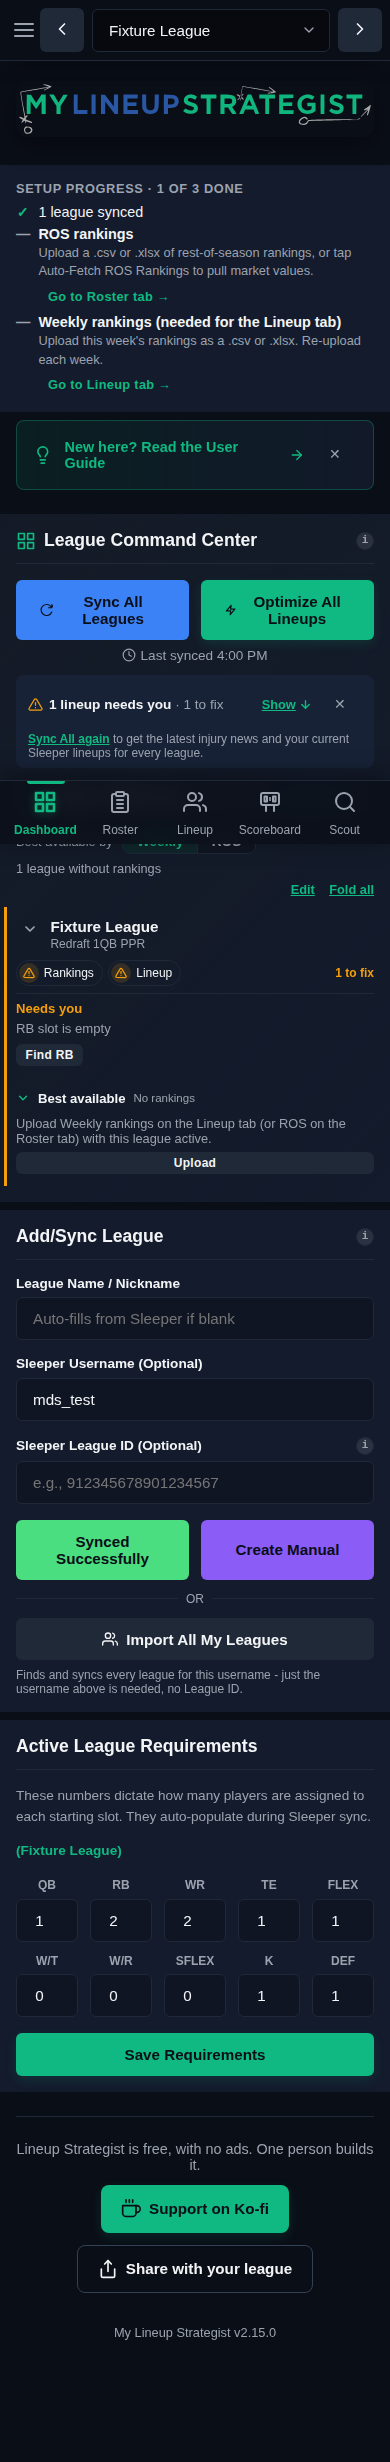 Fixture League
MY LINEUP STRATEGIST
SETUP PROGRESS · 1 OF 3 DONE
✓ 1 league synced
— ROS rankings
Upload a .csv or .xlsx of rest-of-season rankings, or tap
Auto-Fetch ROS Rankings to pull market values.
Go to Roster tab →
— Weekly rankings (needed for the Lineup tab)
Upload this week's rankings as a .csv or .xlsx. Re-upload
each week.
Go to Lineup tab →
New here? Read the User
Guide
→ ✕
League Command Center i
Sync All
Leagues
Optimize All
Lineups
Last synced 4:00 PM
1 lineup needs you · 1 to fix Show ↓ ✕
Sync All again to get the latest injury news and your current
Sleeper lineups for every league.
Dashboard Roster Lineup Scoreboard Scout
Best available by Weekly ROS
1 league without rankings
Edit Fold all
Fixture League
Redraft 1QB PPR
Rankings Lineup 1 to fix
Needs you
RB slot is empty
Find RB
Best available No rankings
Upload Weekly rankings on the Lineup tab (or ROS on the
Roster tab) with this league active.
Upload
Add/Sync League i
League Name / Nickname
Auto-fills from Sleeper if blank
Sleeper Username (Optional)
mds_test
Sleeper League ID (Optional) i
e.g., 912345678901234567
Synced
Successfully
Create Manual
OR
Import All My Leagues
Finds and syncs every league for this username - just the
username above is needed, no League ID.
Active League Requirements
These numbers dictate how many players are assigned to
each starting slot. They auto-populate during Sleeper sync.
(Fixture League)
QB RB WR TE FLEX
1 2 2 1 1
W/T W/R SFLEX K DEF
0 0 0 1 1
Save Requirements
Lineup Strategist is free, with no ads. One person builds
it.
Support on Ko-fi
Share with your league
My Lineup Strategist v2.15.0